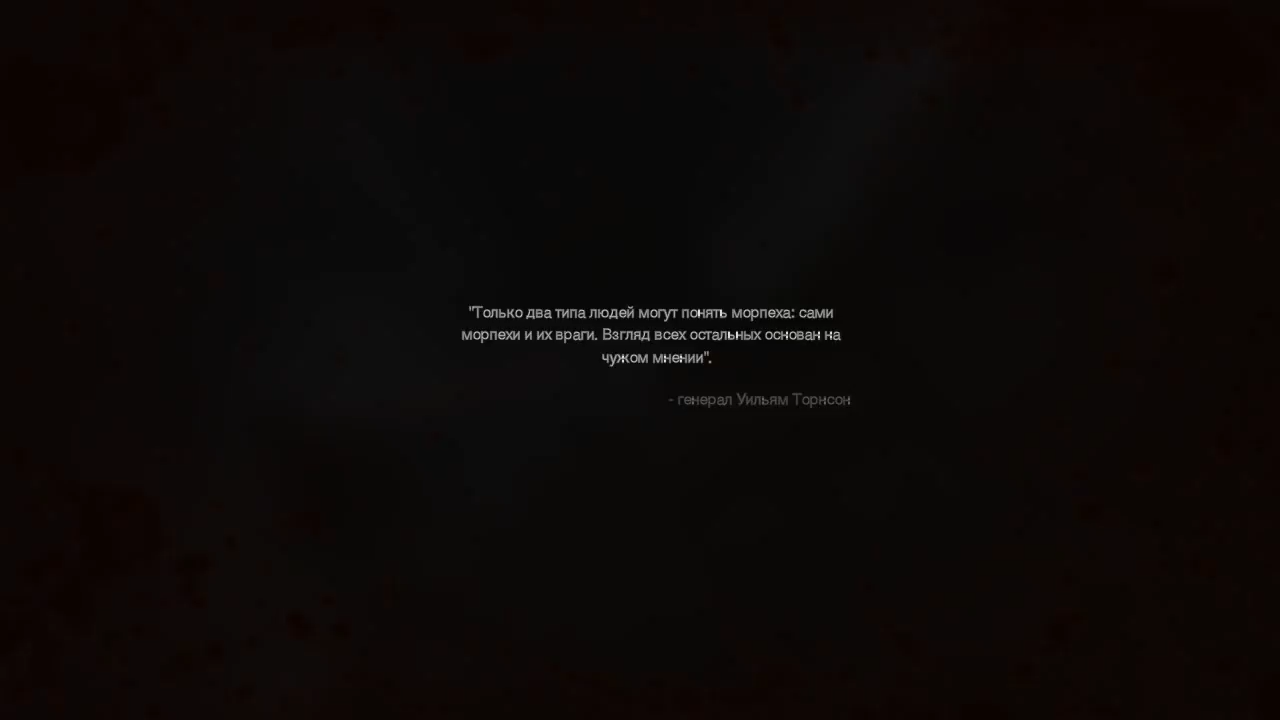 "Только два типа людей могут понять морпеха: сами
морпехи и их враги. Взгляд всех остальных основан на
чужом мнении".
- генерал Уильям Торнсон